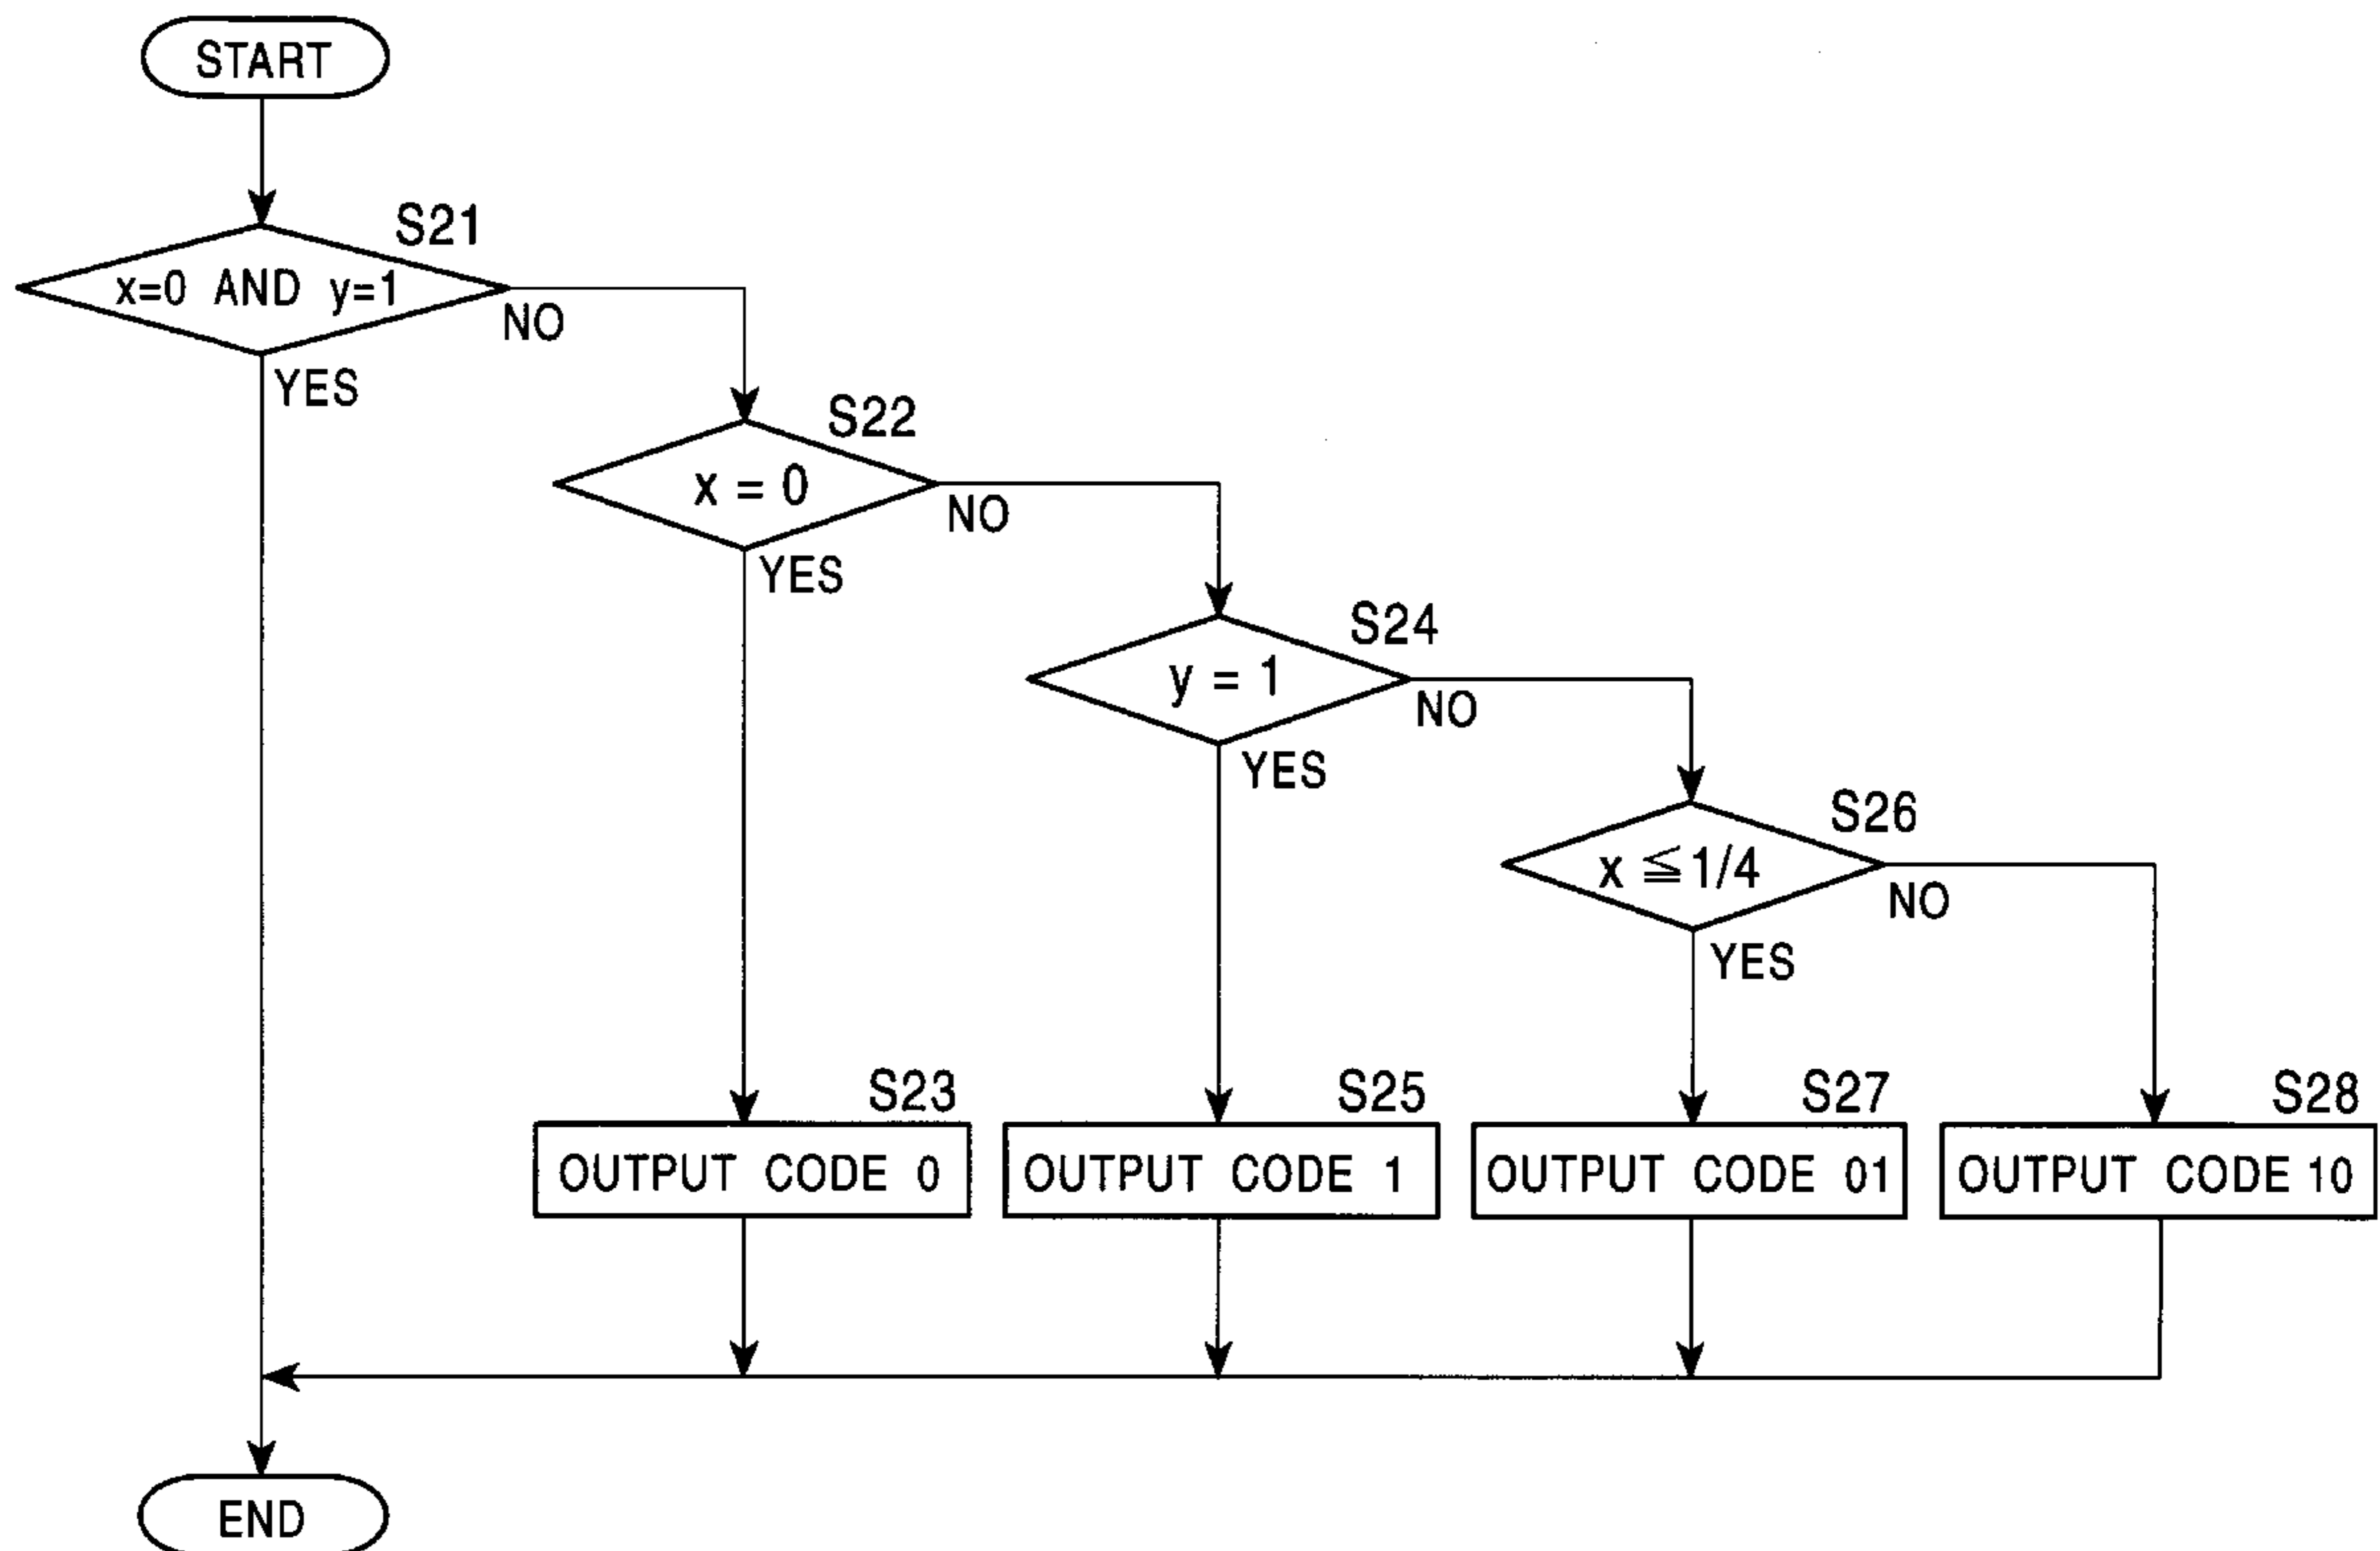 START
S21
x=0 AND y=1
NO
YES
S22
x = 0
NO
YES
S24
y = 1
NO
YES
S26
x ≦ 1/4
NO
YES
S23
OUTPUT CODE 0
S25
OUTPUT CODE 1
S27
OUTPUT CODE 01
S28
OUTPUT CODE 10
END